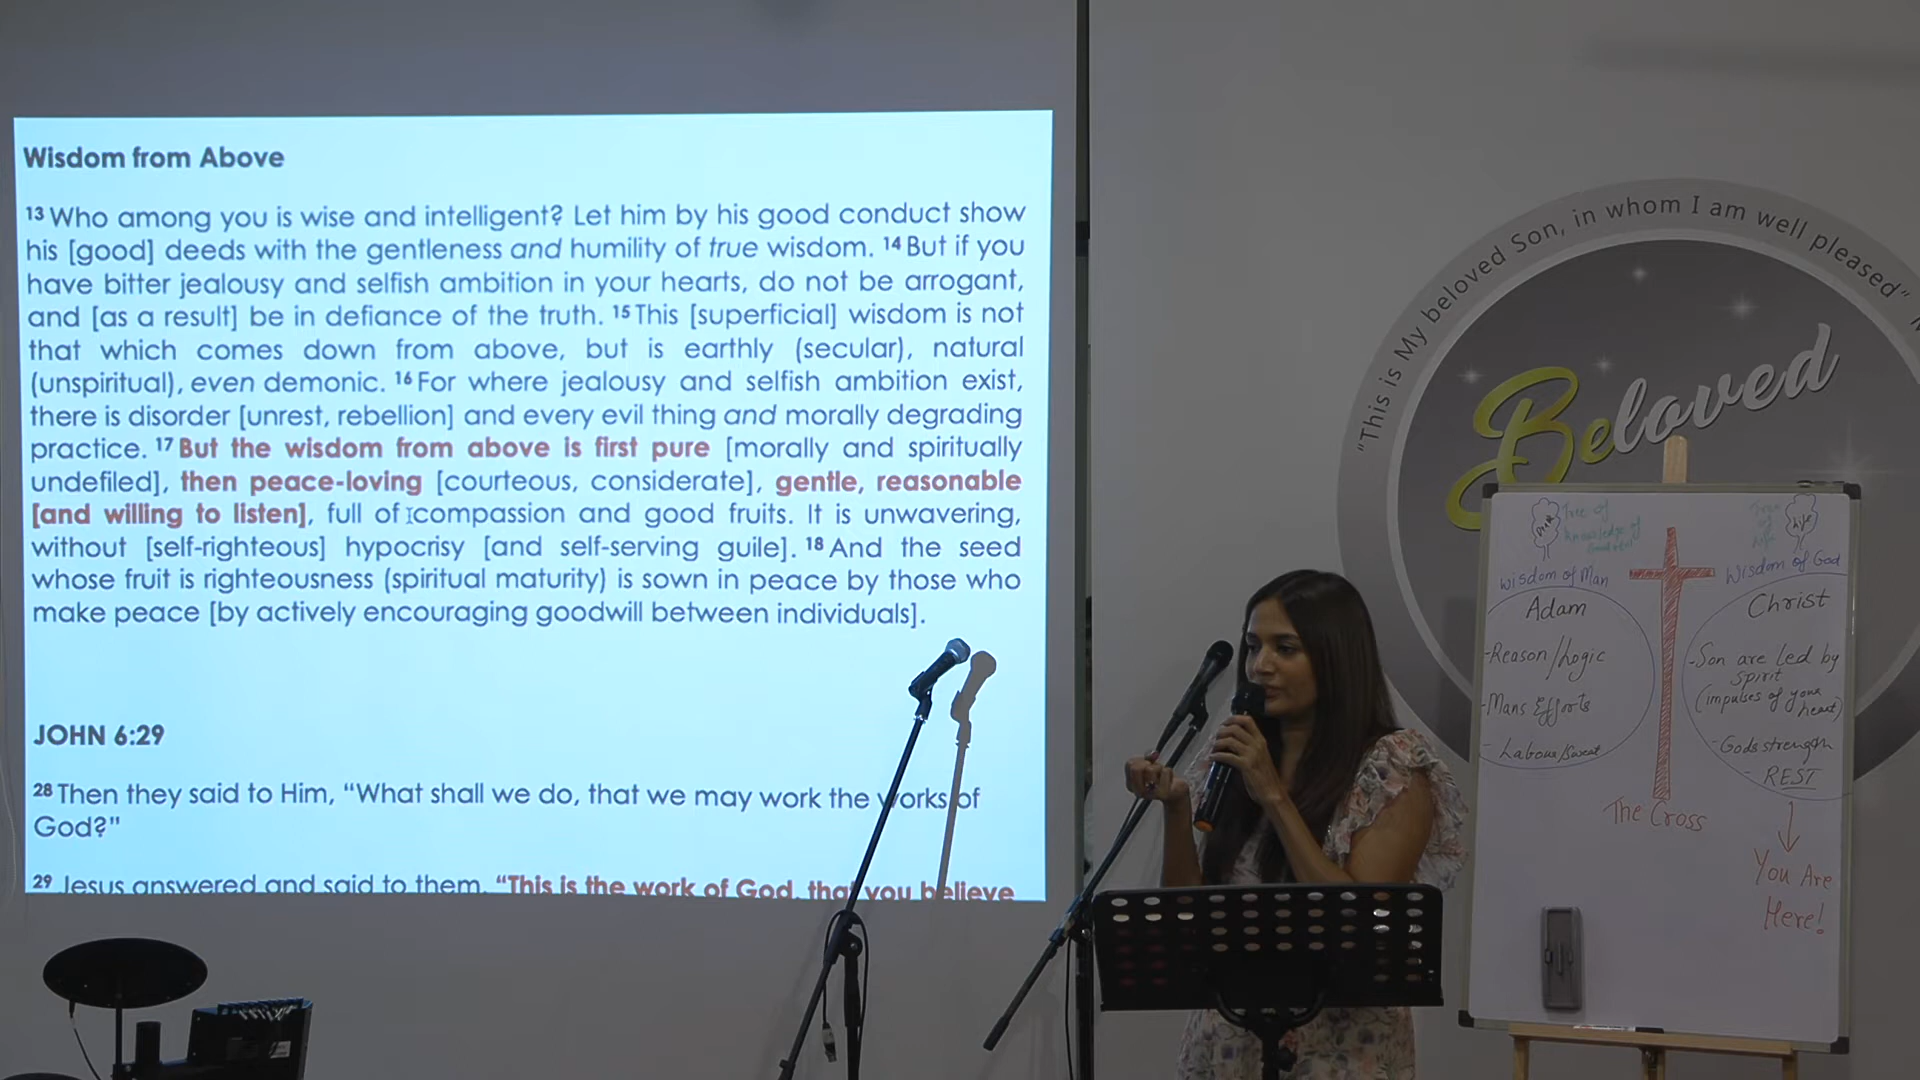 Wisdom from Above
13 Who among you is wise and intelligent? Let him by his good conduct show
his [good] deeds with the gentleness and humility of true wisdom. 14 But if you
have bitter jealousy and selfish ambition in your hearts, do not be arrogant,
and [as a result] be in defiance of the truth. 15 This [superficial] wisdom is not
that which comes down from above, but is earthly (secular), natural
(unspiritual), even demonic. 16 For where jealousy and selfish ambition exist,
there is disorder [unrest, rebellion] and every evil thing and morally degrading
practice. 17 But the wisdom from above is first pure [morally and spiritually
undefiled], then peace-loving [courteous, considerate], gentle, reasonable
[and willing to listen], full of compassion and good fruits. It is unwavering,
without [self-righteous] hypocrisy [and self-serving guile]. 18 And the seed
whose fruit is righteousness (spiritual maturity) is sown in peace by those who
make peace [by actively encouraging goodwill between individuals].
JOHN 6:29
28 Then they said to Him, “What shall we do, that we may work the works of
God?"
29 Jesus answered and said to them, “This is the work of God, that you believe
"This is My beloved Son, in whom I am well pleased"
Beloved
Tree of
knowledge of
Wisdom of Man
Adam
-Reason/Logic
-Mans Efforts
-Labour/Sweat
The Cross
Tree
of
life
Life
Wisdom of God
Christ
-Son are led by
spirit
(impulses of your
heart)
-Gods strength
- REST
You Are
Here!